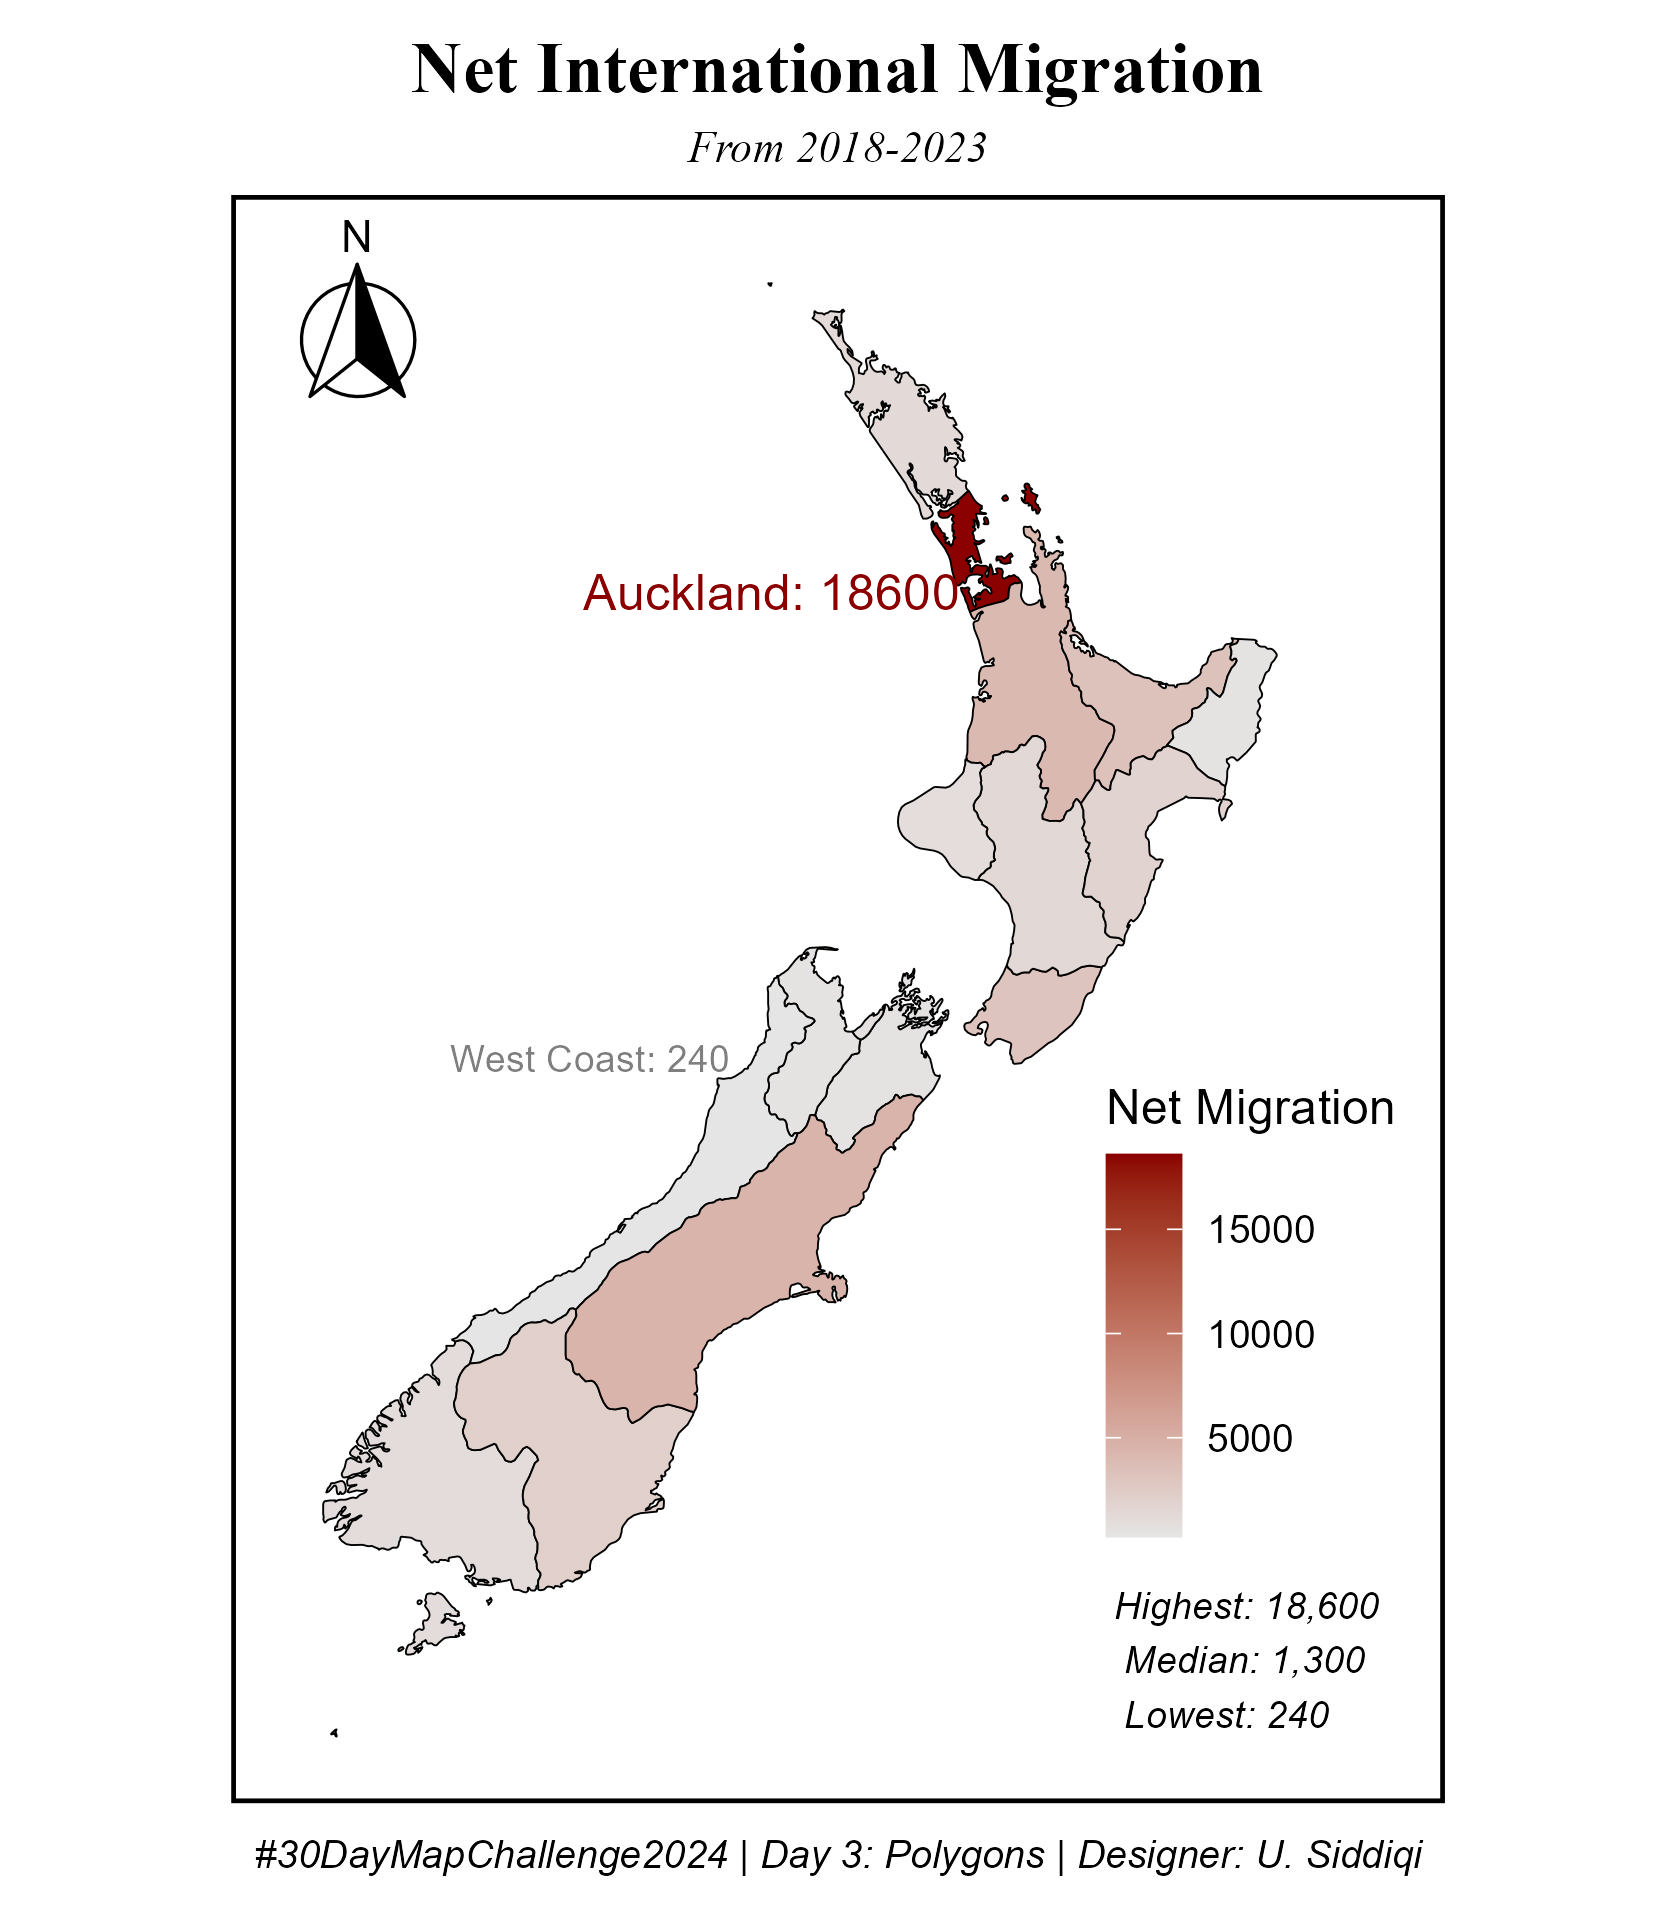 Net International Migration
From 2018-2023
N
Auckland: 18600
West Coast: 240
Net Migration
15000
10000
5000
Highest: 18,600
Median: 1,300
Lowest: 240
#30DayMapChallenge2024 | Day 3: Polygons | Designer: U. Siddiqi